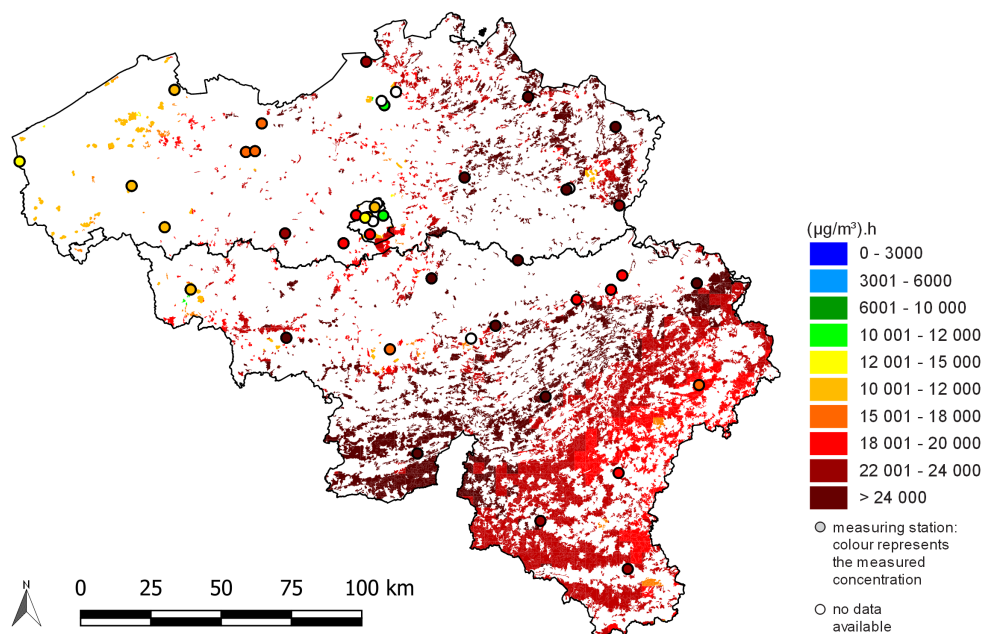 (µg/m³).h
0 - 3000
3001 - 6000
6001 - 10 000
10 001 - 12 000
12 001 - 15 000
10 001 - 12 000
15 001 - 18 000
18 001 - 20 000
22 001 - 24 000
> 24 000
measuring station:
colour represents
the measured
concentration
no data
available
N
0 25 50 75 100 km